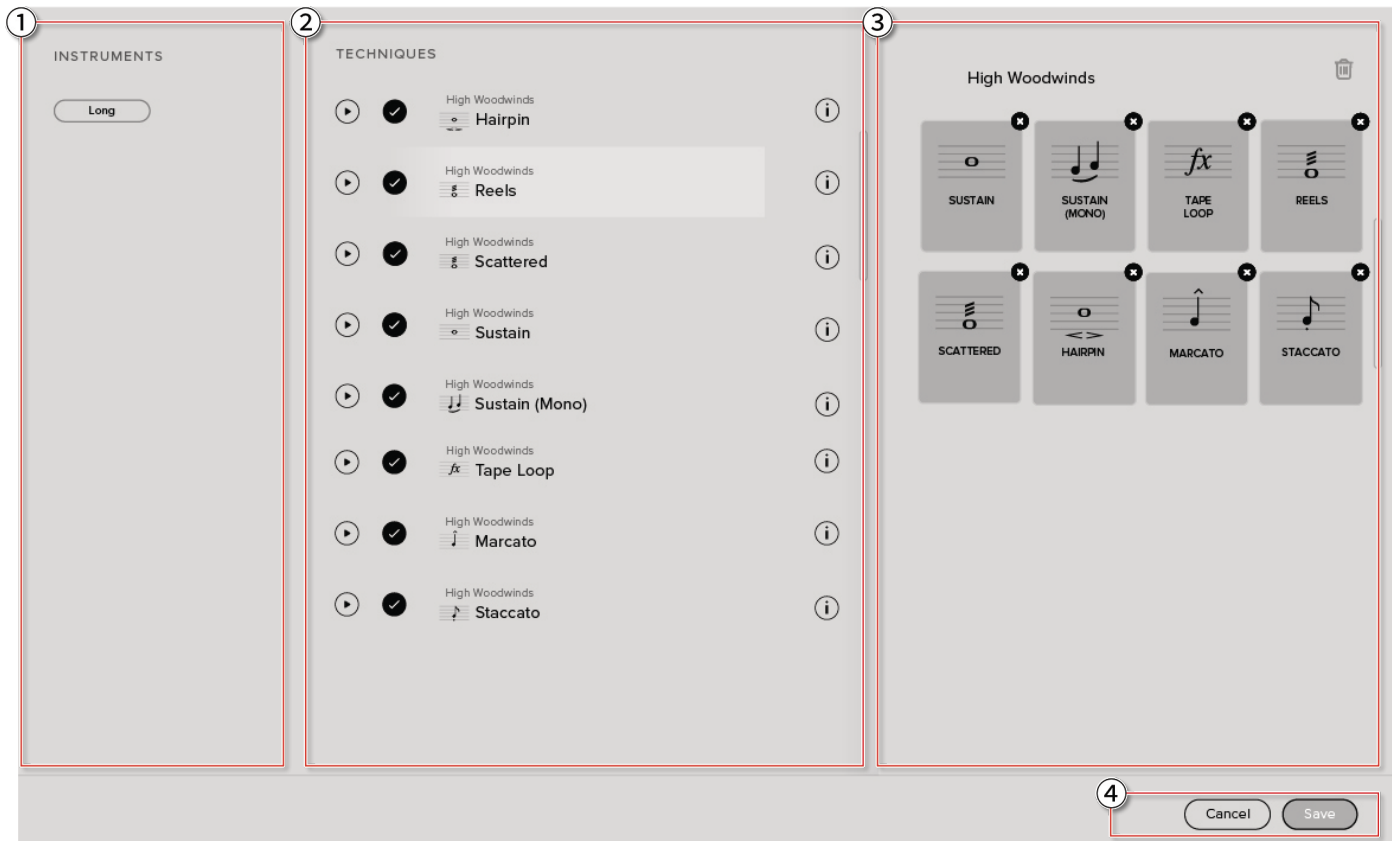 ①
INSTRUMENTS
Long
②
TECHNIQUES
High Woodwinds
Hairpin
i
High Woodwinds
Reels
i
High Woodwinds
Scattered
i
High Woodwinds
Sustain
i
High Woodwinds
Sustain (Mono)
i
High Woodwinds
fx Tape Loop
i
High Woodwinds
Marcato
i
High Woodwinds
Staccato
i
③
High Woodwinds
SUSTAIN
SUSTAIN
(MONO)
fx
TAPE
LOOP
REELS
SCATTERED
HAIRPIN
MARCATO
STACCATO
④
Cancel
Save